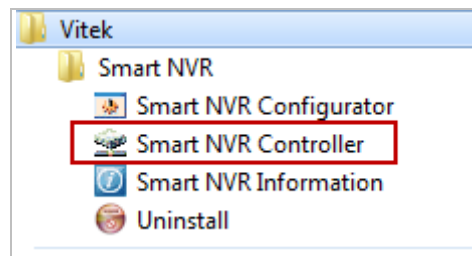 Vitek
Smart NVR
Smart NVR Configurator
Smart NVR Controller
Smart NVR Information
Uninstall